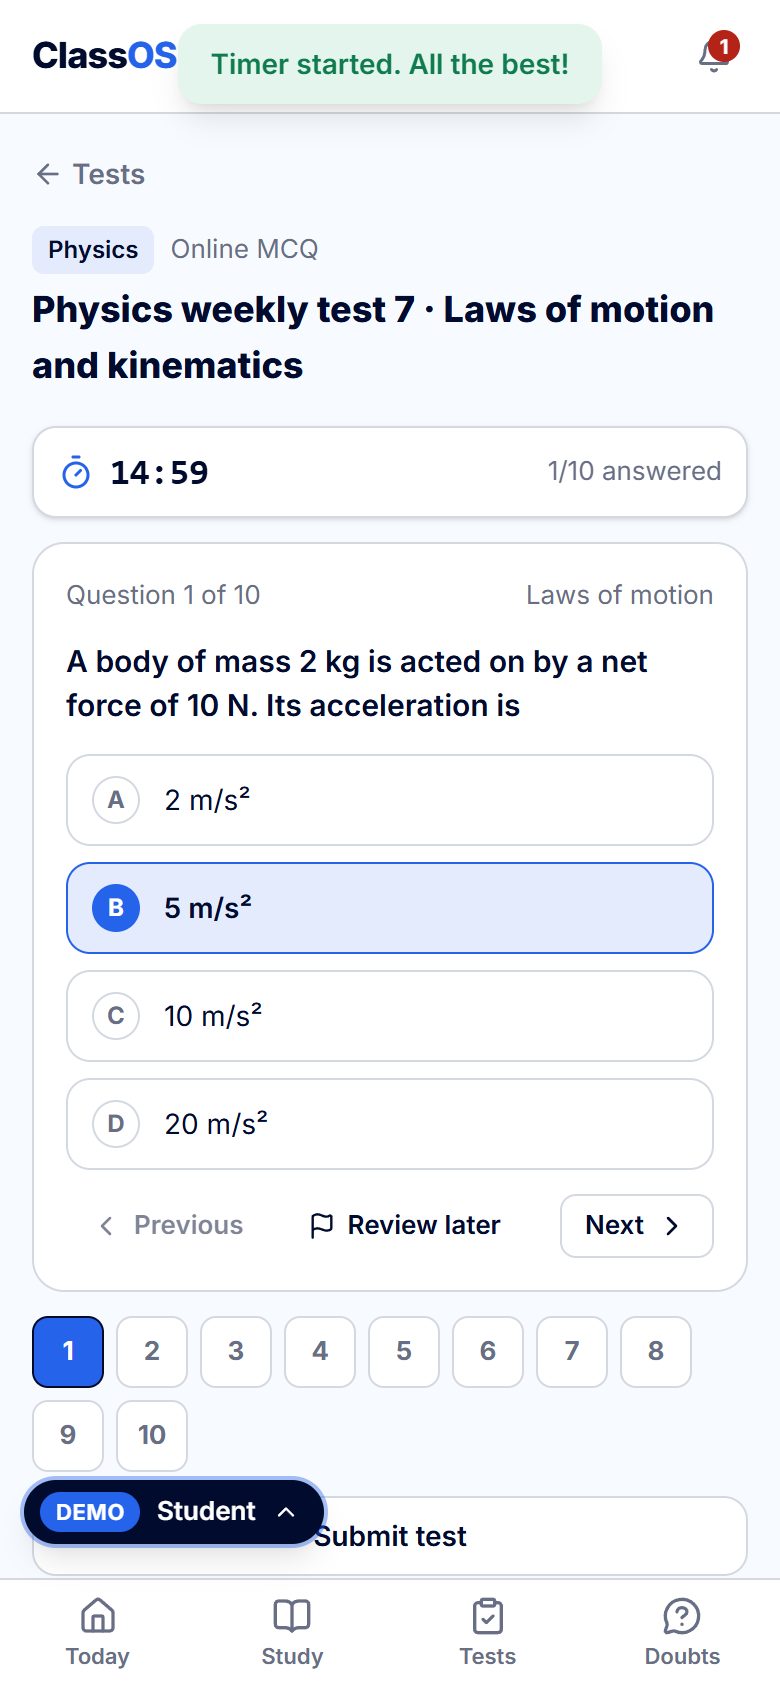 ClassOS
Timer started. All the best!
1
Tests
Physics
Online MCQ
Physics weekly test 7 · Laws of motion
and kinematics
14:59
1/10 answered
Question 1 of 10
Laws of motion
A body of mass 2 kg is acted on by a net
force of 10 N. Its acceleration is
A 2 m/s²
B 5 m/s²
C 10 m/s²
D 20 m/s²
Previous
Review later
Next
1 2 3 4 5 6 7 8
9 10
DEMO Student
Submit test
Today
Study
Tests
Doubts